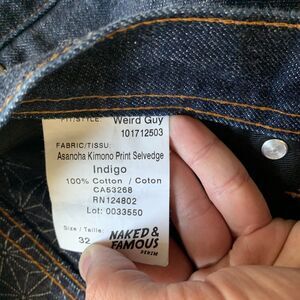 FIT/STYLE: Weird Guy
101712503
FABRIC/TISSU:
Asanoha Kimono Print Selvedge
Indigo
100% Cotton / Coton
CA53268
RN124802
Lot: 0033550
Size / Taille:
32
NAKED &
FAMOUS
DENIM